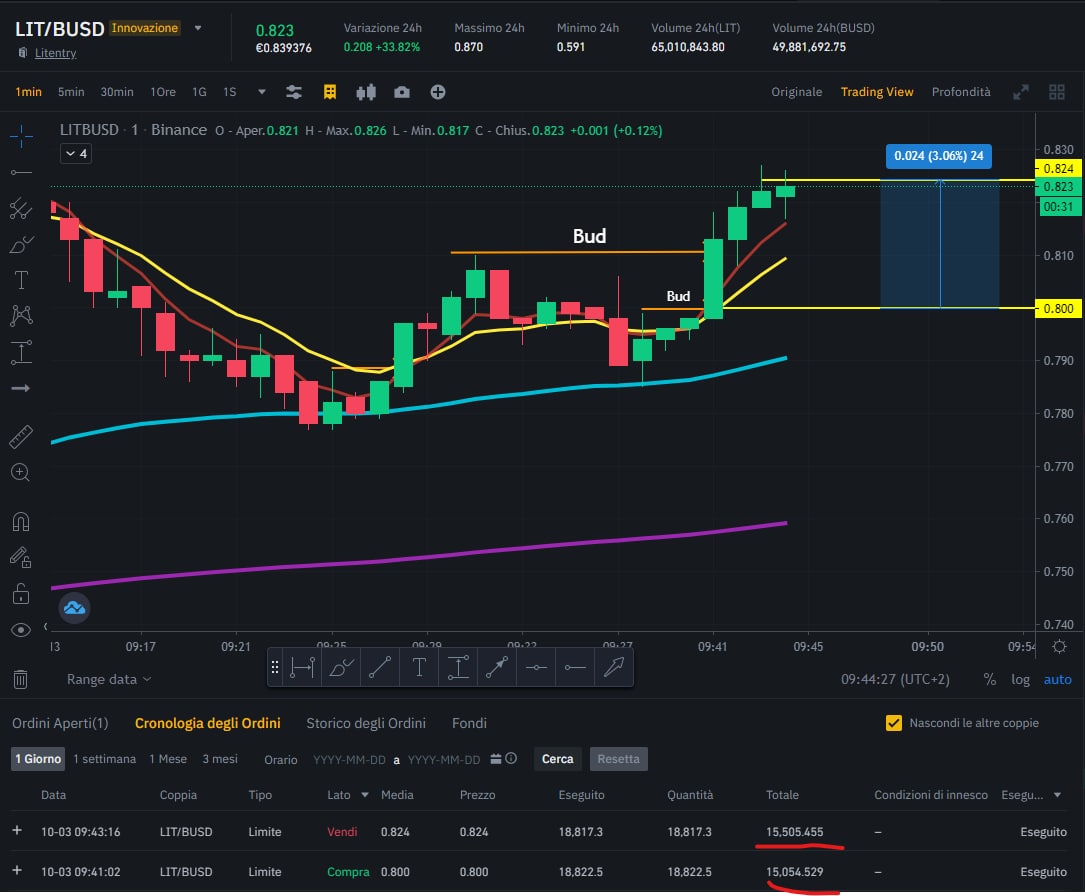 LIT/BUSD Innovazione
Litentry
0.823
€0.839376
Variazione 24h
0.208 +33.82%
Massimo 24h
0.870
Minimo 24h
0.591
Volume 24h(LIT)
65,010,843.80
Volume 24h(BUSD)
49,881,692.75
1min 5min 30min 1Ore 1G 1S Originale Trading View Profondità
LITBUSD · 1 · Binance O - Aper.0.821 H - Max.0.826 L - Min.0.817 C - Chius.0.823 +0.001 (+0.12%)
4
0.024 (3.06%) 24
Bud
Bud
0.830
0.824
0.823
00:31
0.810
0.800
0.790
0.780
0.770
0.760
0.750
0.740
13 09:17 09:21 09:25 09:29 09:33 09:37 09:41 09:45 09:50 09:54
Range data 09:44:27 (UTC+2) % log auto
Ordini Aperti(1) Cronologia degli Ordini Storico degli Ordini Fondi Nascondi le altre coppie
1 Giorno 1 settimana 1 Mese 3 mesi Orario YYYY-MM-DD a YYYY-MM-DD Cerca Resetta
Data Coppia Tipo Lato Media Prezzo Eseguito Quantità Totale Condizioni di innesco Esegu...
10-03 09:43:16 LIT/BUSD Limite Vendi 0.824 0.824 18,817.3 18,817.3 15,505.455 – Eseguito
10-03 09:41:02 LIT/BUSD Limite Compra 0.800 0.800 18,822.5 18,822.5 15,054.529 – Eseguito